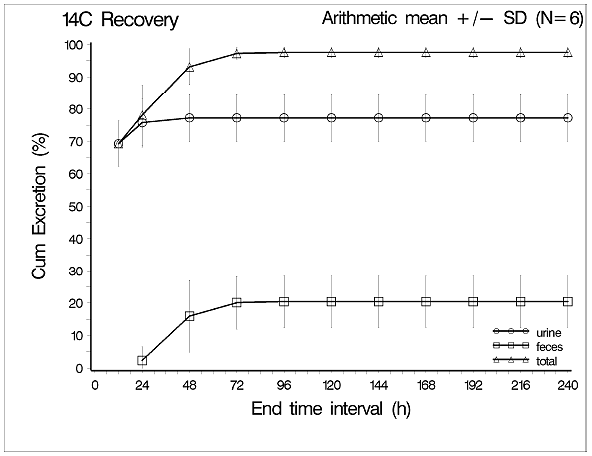 14C Recovery
Arithmetic mean +/− SD (N=6)
Cum Excretion (%)
100
90
80
70
60
50
40
30
20
10
0
0 24 48 72 96 120 144 168 192 216 240
End time interval (h)
urine
feces
total